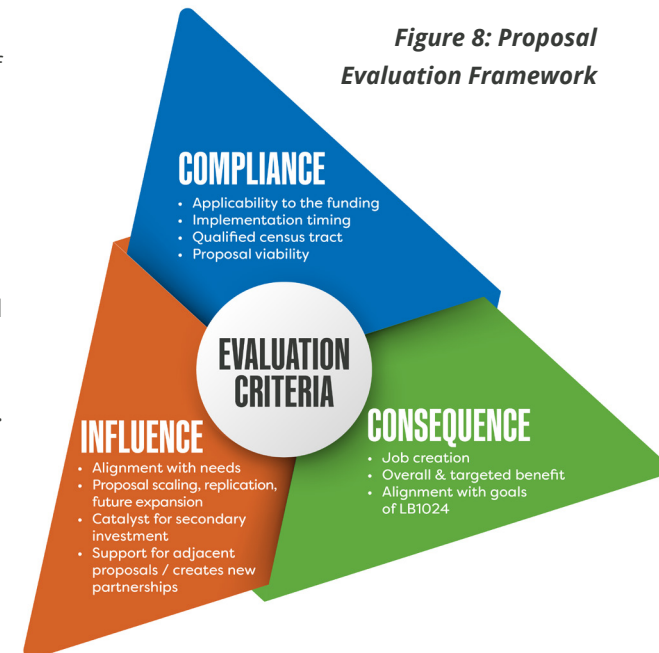 Figure 8: Proposal
Evaluation Framework
COMPLIANCE
• Applicability to the funding
• Implementation timing
• Qualified census tract
• Proposal viability
EVALUATION
CRITERIA
INFLUENCE
• Alignment with needs
• Proposal scaling, replication,
future expansion
• Catalyst for secondary
investment
• Support for adjacent
proposals / creates new
partnerships
CONSEQUENCE
• Job creation
• Overall & targeted benefit
• Alignment with goals
of LB1024